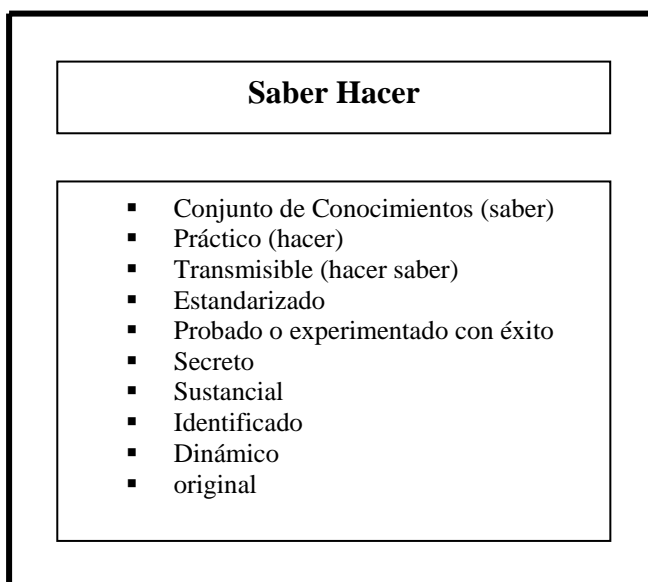 Saber Hacer
▪ Conjunto de Conocimientos (saber)
▪ Práctico (hacer)
▪ Transmisible (hacer saber)
▪ Estandarizado
▪ Probado o experimentado con éxito
▪ Secreto
▪ Sustancial
▪ Identificado
▪ Dinámico
▪ original